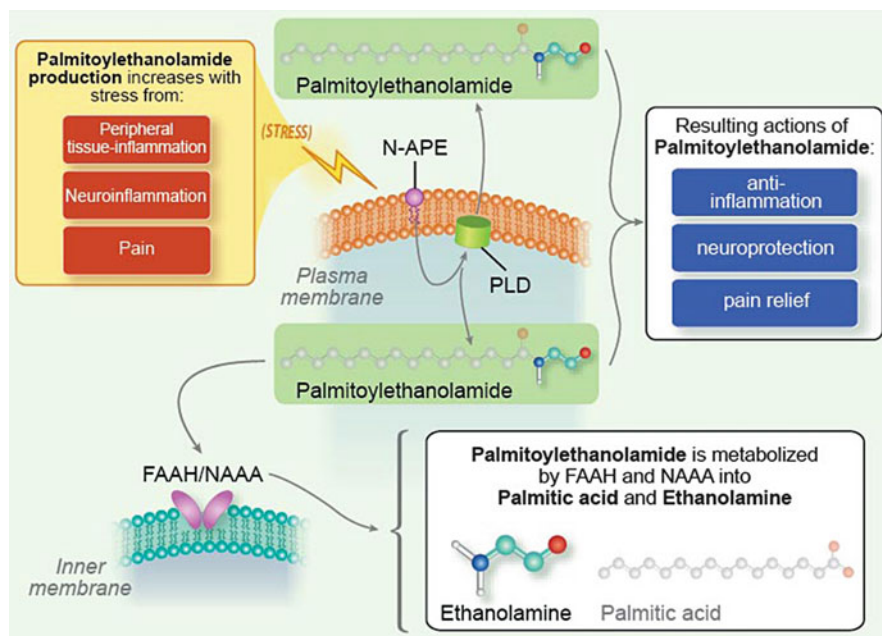 Palmitoylethanolamide
production increases with
stress from:
Peripheral
tissue-inflammation
Neuroinflammation
Pain
(STRESS)
Palmitoylethanolamide
N-APE
Plasma
membrane
PLD
Resulting actions of
Palmitoylethanolamide:
anti-
inflammation
neuroprotection
pain relief
Palmitoylethanolamide
FAAH/NAAA
Inner
membrane
Palmitoylethanolamide is metabolized
by FAAH and NAAA into
Palmitic acid and Ethanolamine
Ethanolamine
Palmitic acid